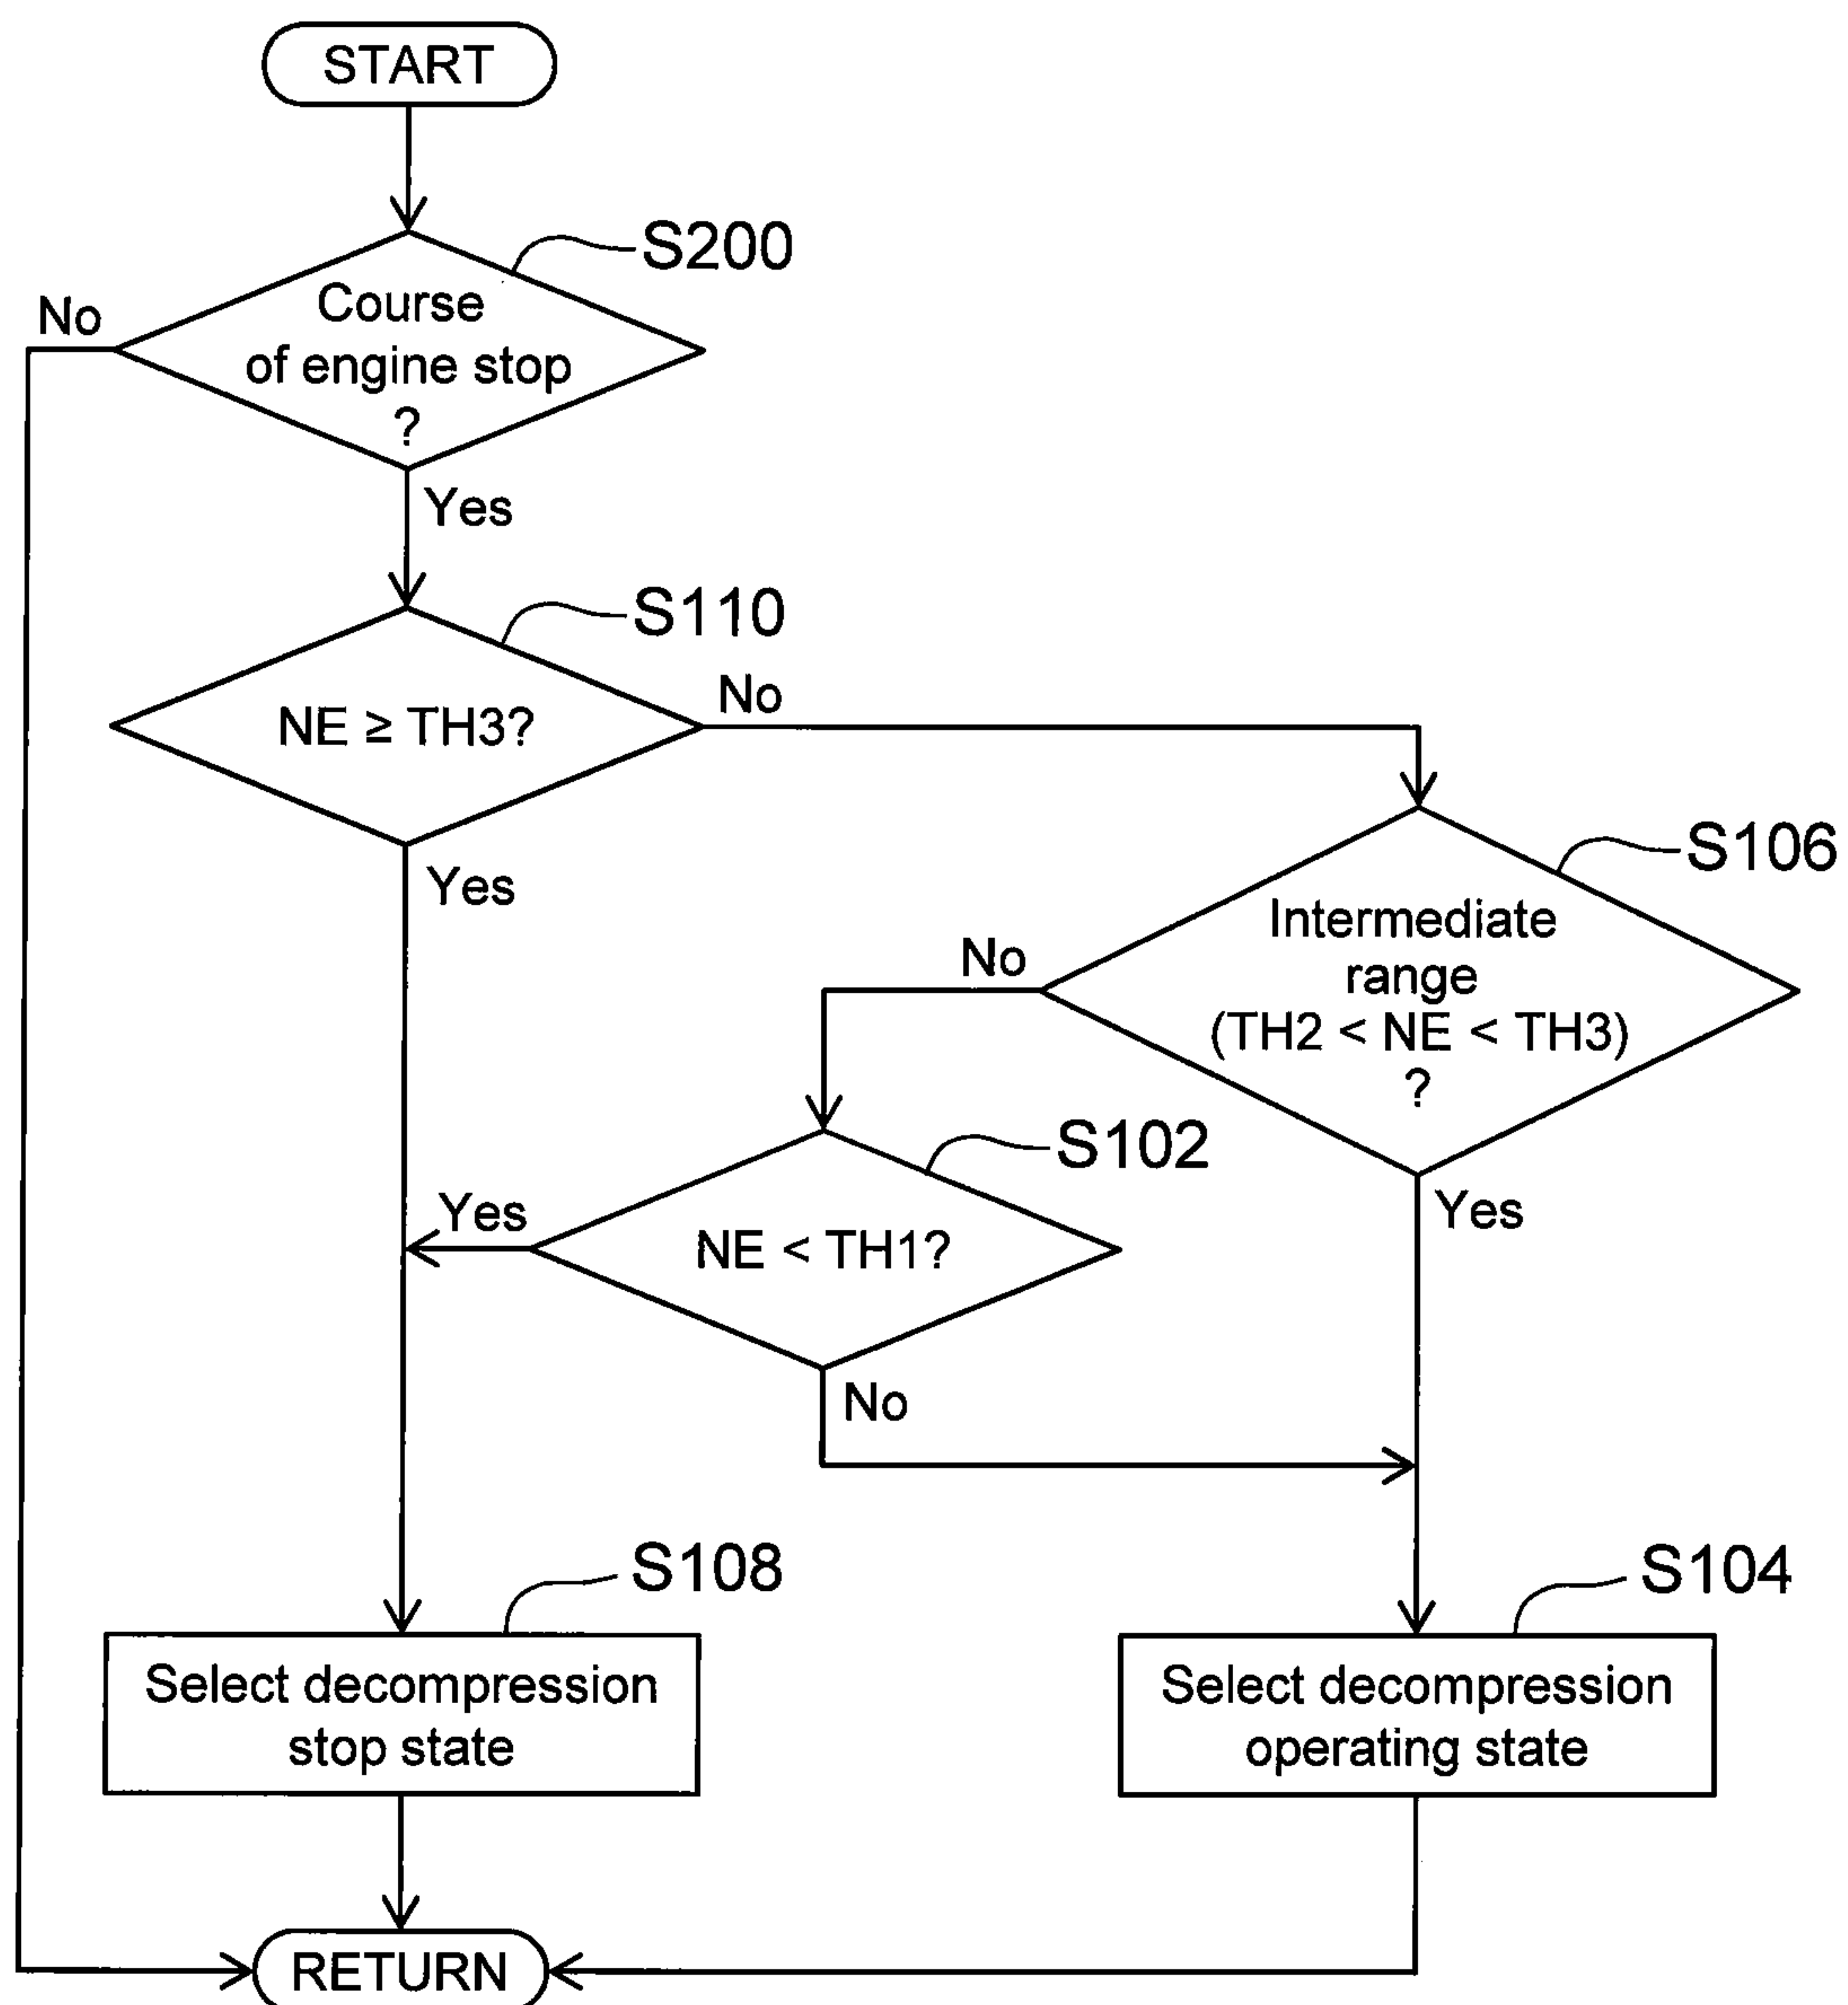 START
S200
No
Course
of engine stop
?
Yes
S110
NE ≥ TH3?
No
Yes
S106
Intermediate
range
(TH2 < NE < TH3)
?
No
Yes
S102
NE < TH1?
Yes
No
S108
Select decompression
stop state
S104
Select decompression
operating state
RETURN